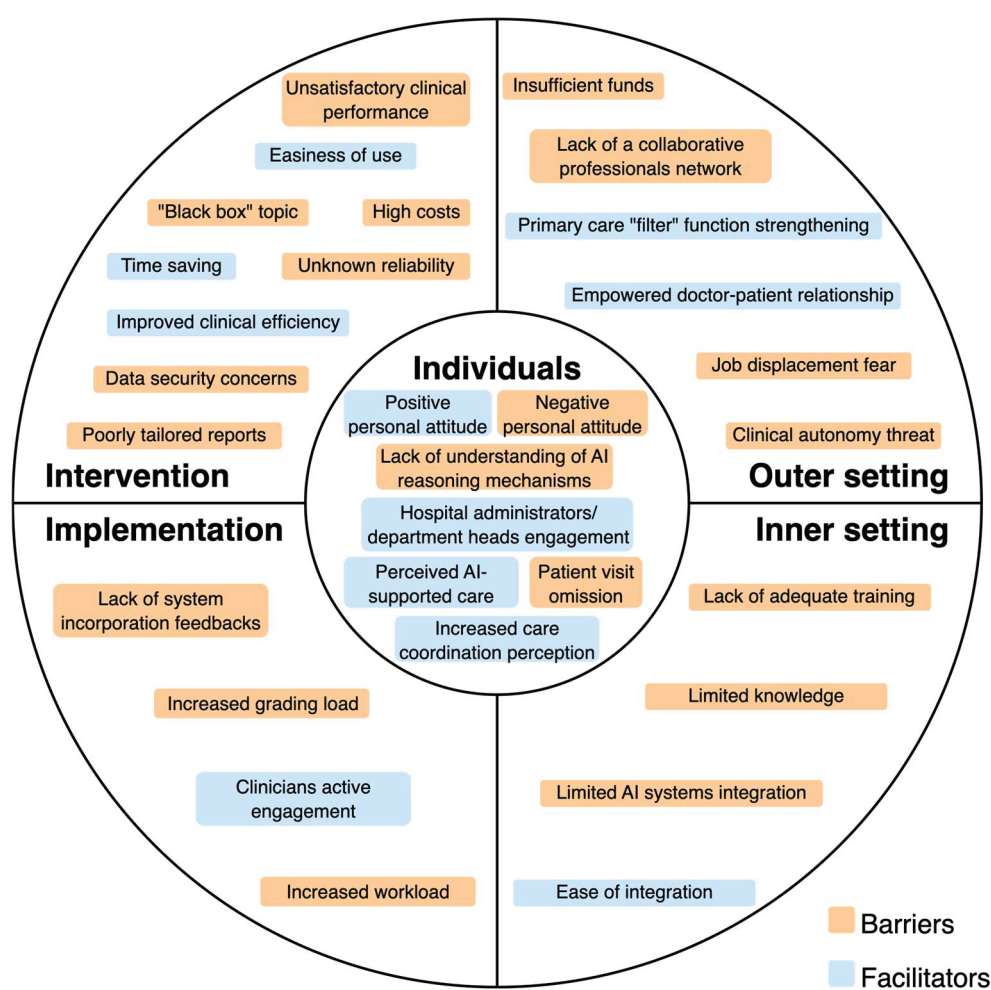 Unsatisfactory clinical
performance
Easiness of use
"Black box" topic
High costs
Time saving
Unknown reliability
Improved clinical efficiency
Data security concerns
Poorly tailored reports
Intervention
Insufficient funds
Lack of a collaborative
professionals network
Primary care "filter" function strengthening
Empowered doctor-patient relationship
Job displacement fear
Clinical autonomy threat
Outer setting
Individuals
Positive
personal attitude
Negative
personal attitude
Lack of understanding of AI
reasoning mechanisms
Hospital administrators/
department heads engagement
Perceived AI-
supported care
Patient visit
omission
Increased care
coordination perception
Implementation
Lack of system
incorporation feedbacks
Increased grading load
Clinicians active
engagement
Increased workload
Inner setting
Lack of adequate training
Limited knowledge
Limited AI systems integration
Ease of integration
Barriers
Facilitators